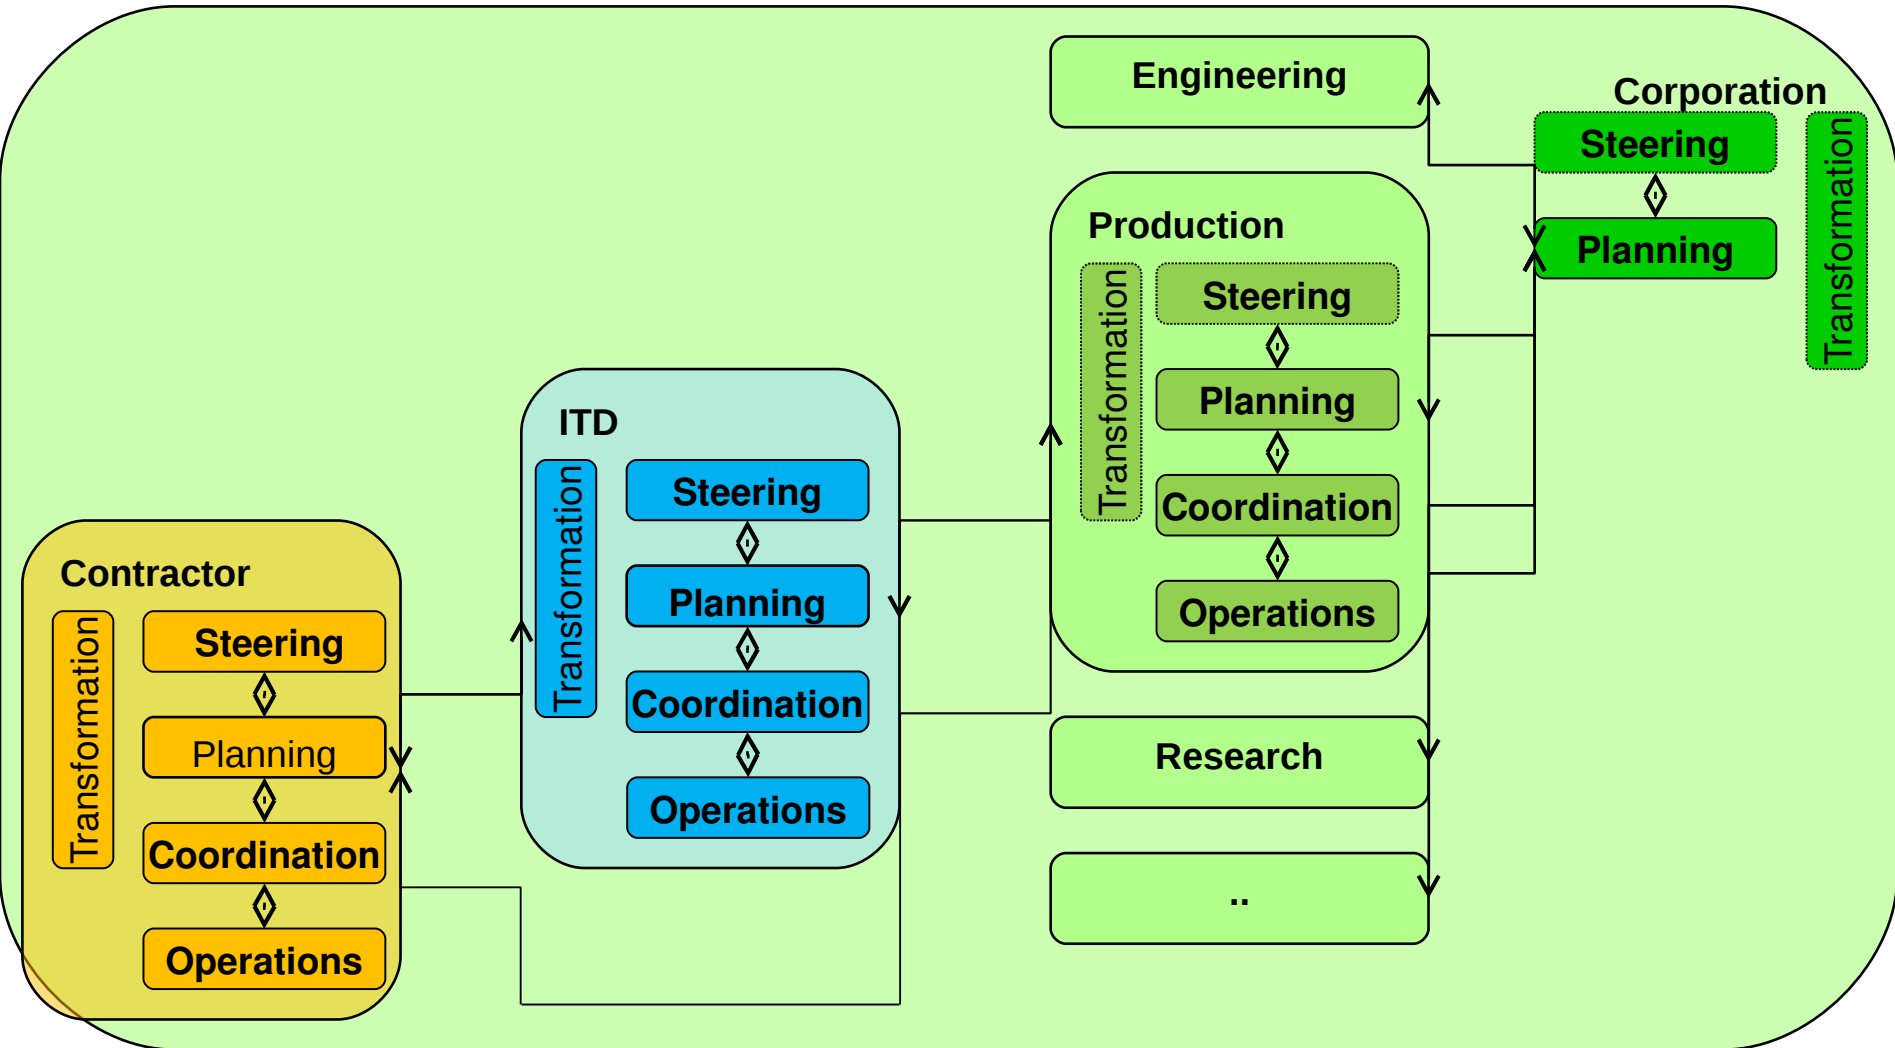 Engineering
Corporation
Steering
Planning
Transformation
Production
Transformation
Steering
Planning
Coordination
Operations
ITD
Transformation
Steering
Planning
Coordination
Operations
Contractor
Transformation
Steering
Planning
Coordination
Operations
Research
..